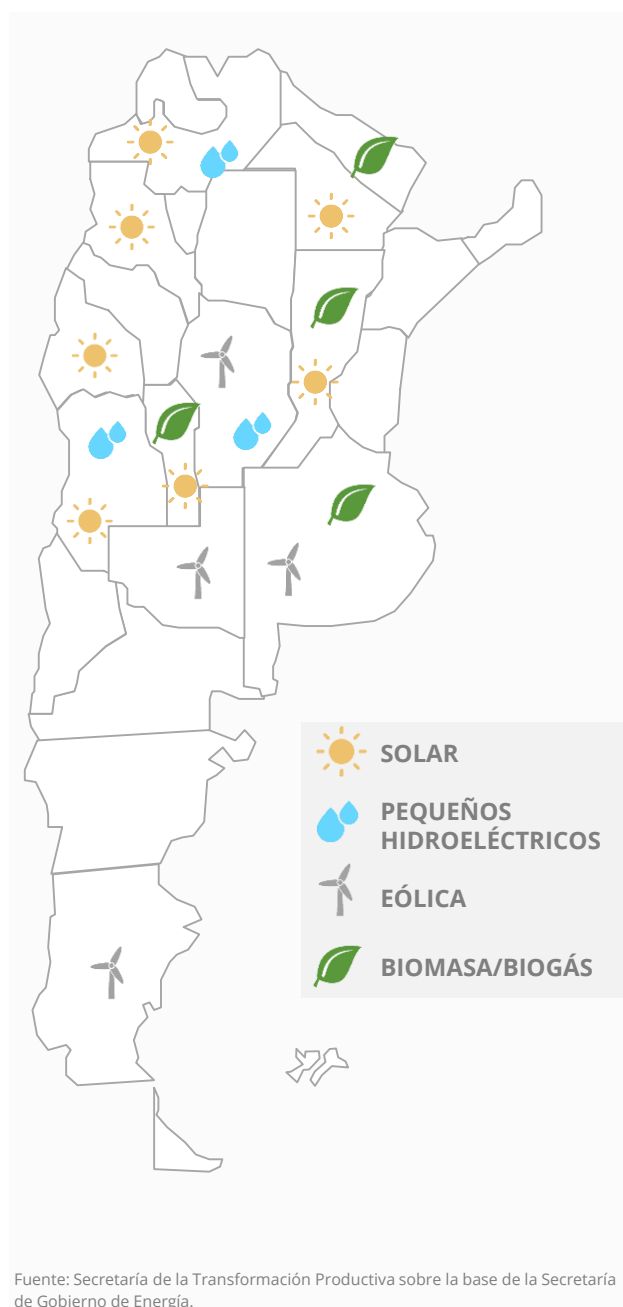 SOLAR
PEQUEÑOS
HIDROELÉCTRICOS
EÓLICA
BIOMASA/BIOGÁS
Fuente: Secretaría de la Transformación Productiva sobre la base de la Secretaría
de Gobierno de Energía.